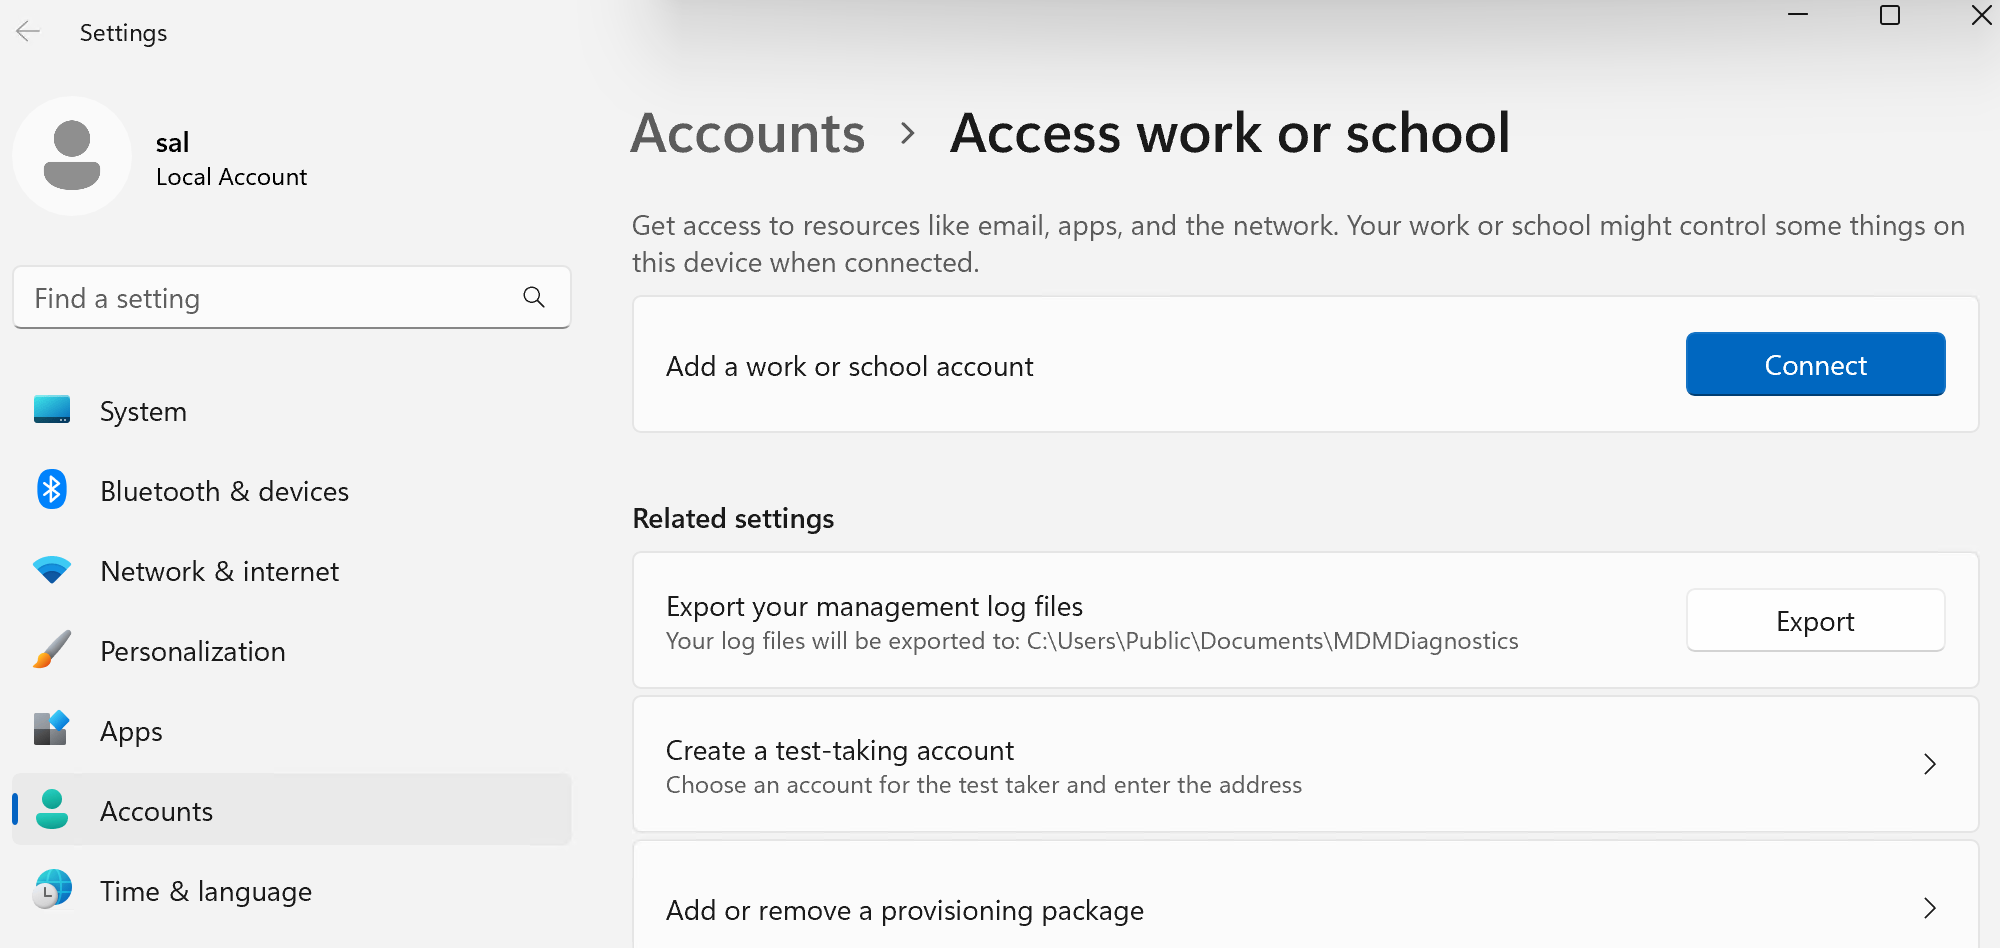 Settings
sal
Local Account
Find a setting
System
Bluetooth & devices
Network & internet
Personalization
Apps
Accounts
Time & language
Accounts > Access work or school
Get access to resources like email, apps, and the network. Your work or school might control some things on
this device when connected.
Add a work or school account
Connect
Related settings
Export your management log files
Your log files will be exported to: C:\Users\Public\Documents\MDMDiagnostics
Export
Create a test-taking account
Choose an account for the test taker and enter the address
Add or remove a provisioning package